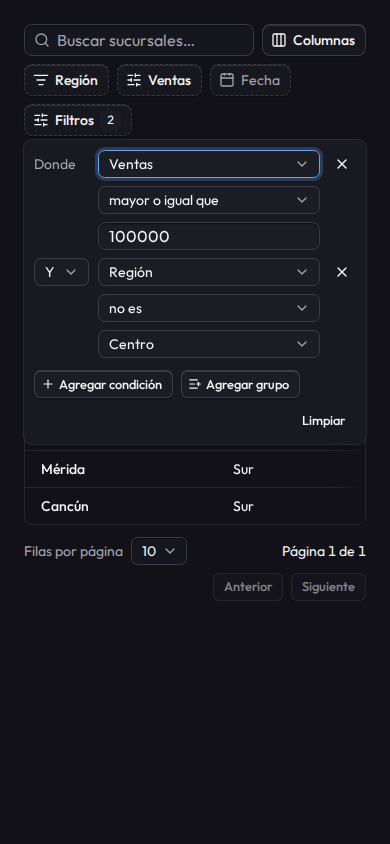 Buscar sucursales...
Columnas
Región
Ventas
Fecha
Filtros 2
Donde Ventas
mayor o igual que
100000
Y Región
no es
Centro
Agregar condición
Agregar grupo
Limpiar
Mérida Sur
Cancún Sur
Filas por página 10 Página 1 de 1
Anterior Siguiente